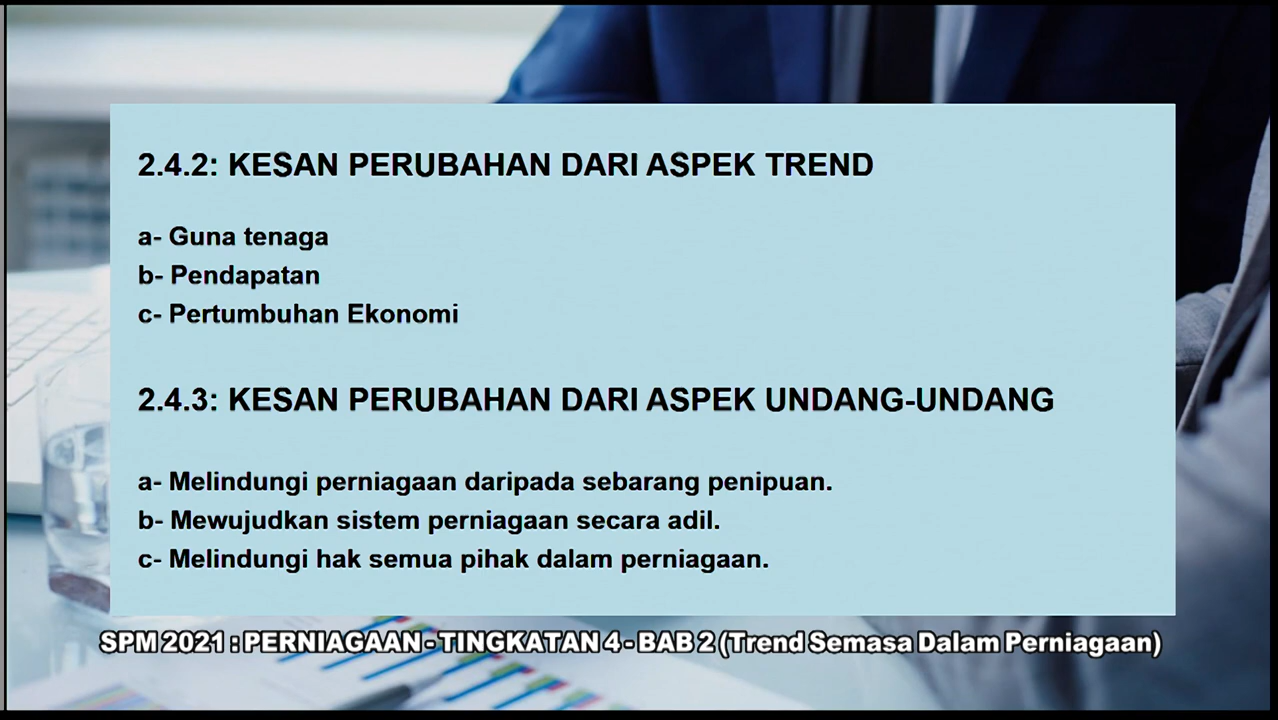 2.4.2: KESAN PERUBAHAN DARI ASPEK TREND
a- Guna tenaga
b- Pendapatan
c- Pertumbuhan Ekonomi
2.4.3: KESAN PERUBAHAN DARI ASPEK UNDANG-UNDANG
a- Melindungi perniagaan daripada sebarang penipuan.
b- Mewujudkan sistem perniagaan secara adil.
c- Melindungi hak semua pihak dalam perniagaan.
SPM 2021 : PERNIAGAAN - TINGKATAN 4 - BAB 2 (Trend Semasa Dalam Perniagaan)